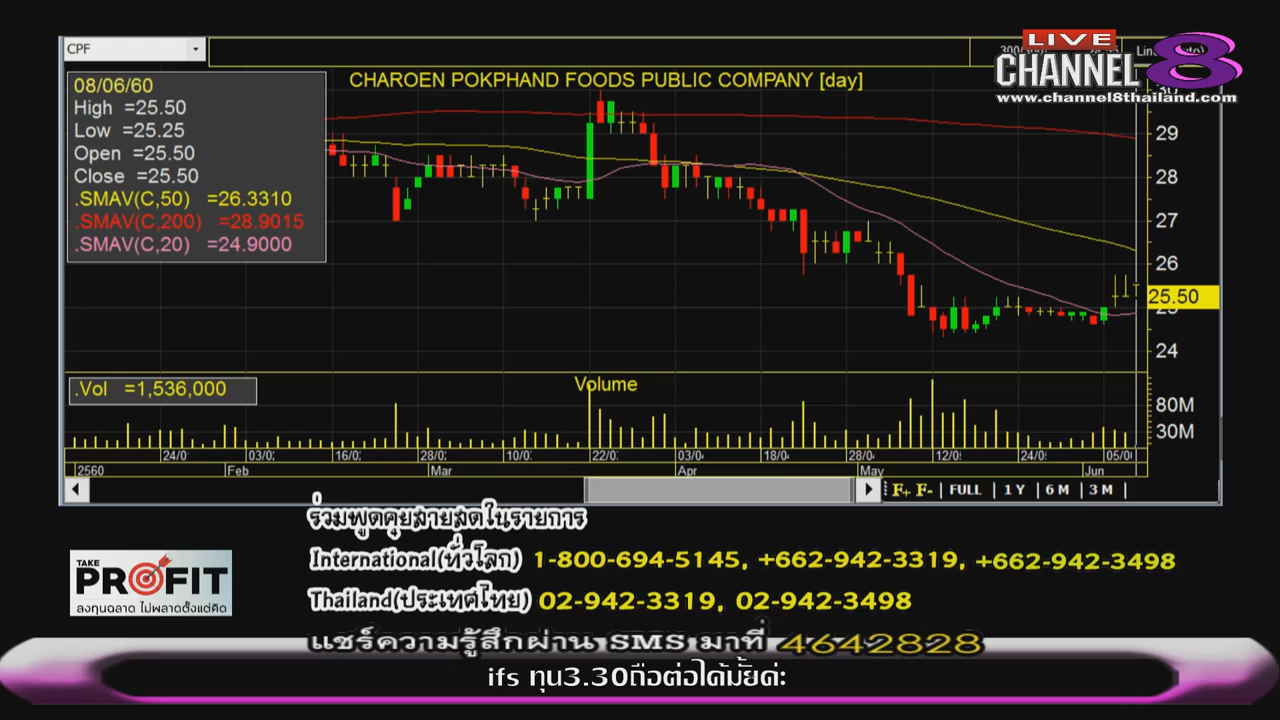 CPF
LIVE
CHANNEL 8
www.channel8thailand.com
CHAROEN POKPHAND FOODS PUBLIC COMPANY [day]
08/06/60
High =25.50
Low =25.25
Open =25.50
Close =25.50
.SMAV(C,50) =26.3310
.SMAV(C,200) =28.9015
.SMAV(C,20) =24.9000
29
28
27
26
25.50
24
.Vol =1,536,000
Volume
80M
30M
24/0 03/0 16/0 28/0 10/0 22/0 03/0 18/0 28/0 12/0 24/0 05/0
2560 Feb Mar Apr May Jun
F+ F- | FULL | 1 Y | 6 M | 3 M |
ร่วมพูดคุยสายสดในรายการ
International(ทั่วโลก) 1-800-694-5145, +662-942-3319, +662-942-3498
TAKE
PROFIT
ลงทุนฉลาด ไม่พลาดตั้งแต่คิด
Thailand(ประเทศไทย) 02-942-3319, 02-942-3498
แชร์ความรู้สึกผ่าน SMS มาที่ 4642828
ifs ทุน3.30ถือต่อได้มั้ยค่ะ